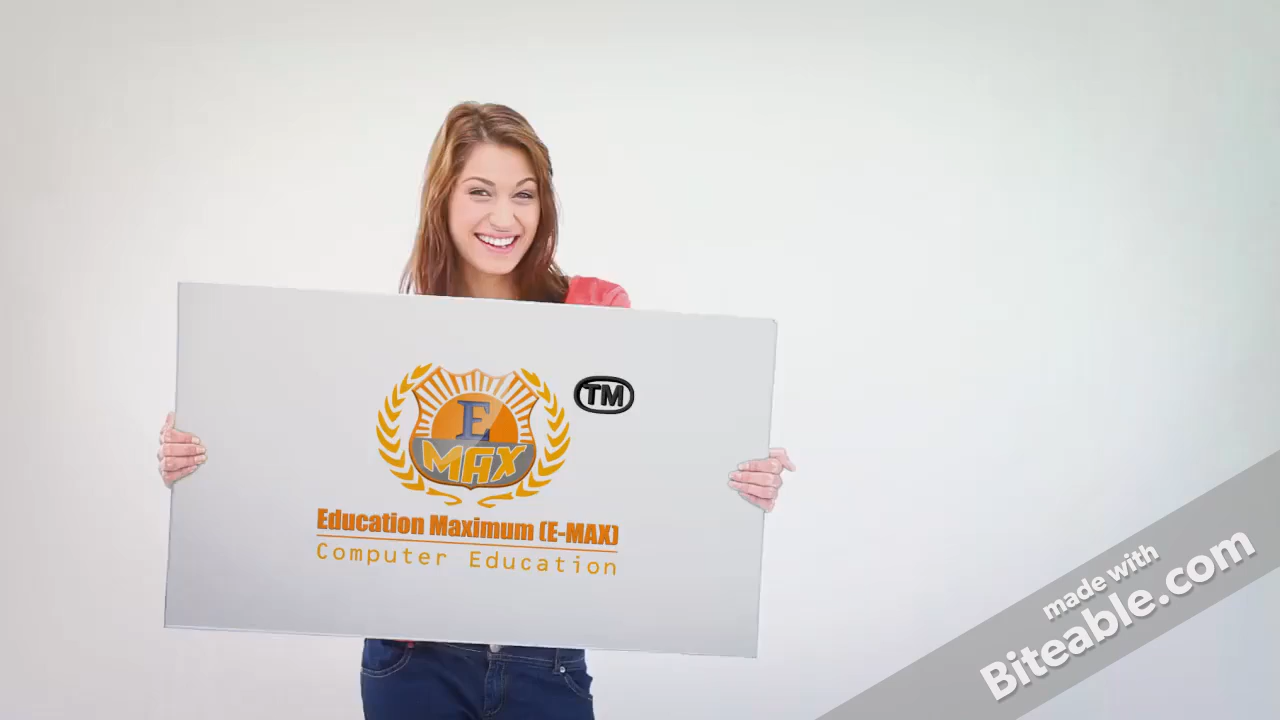 E
MAX
TM
Education Maximum (E-MAX)
Computer Education
made with
Biteable.com